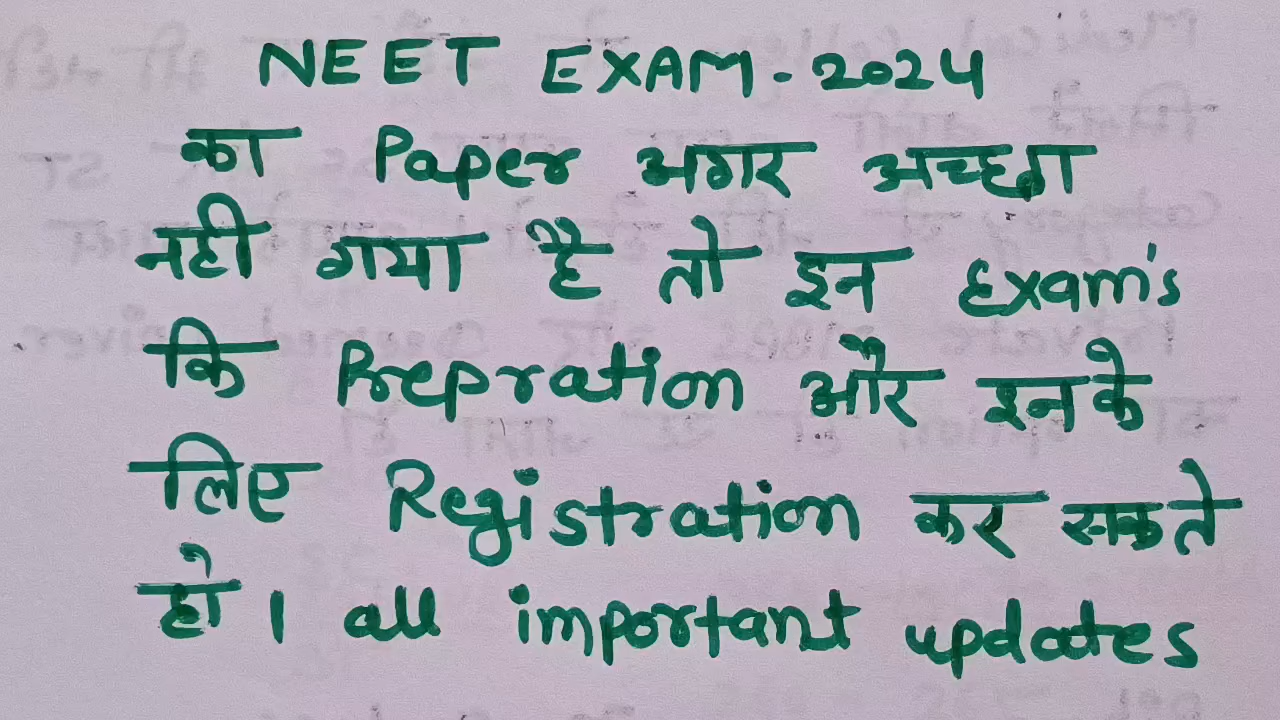 NEET EXAM - 2024
का Paper अगर अच्छा
नही गया है तो इन Exam's
कि Prepration और इनके
लिए Registration कर सकते
हो। all important updates